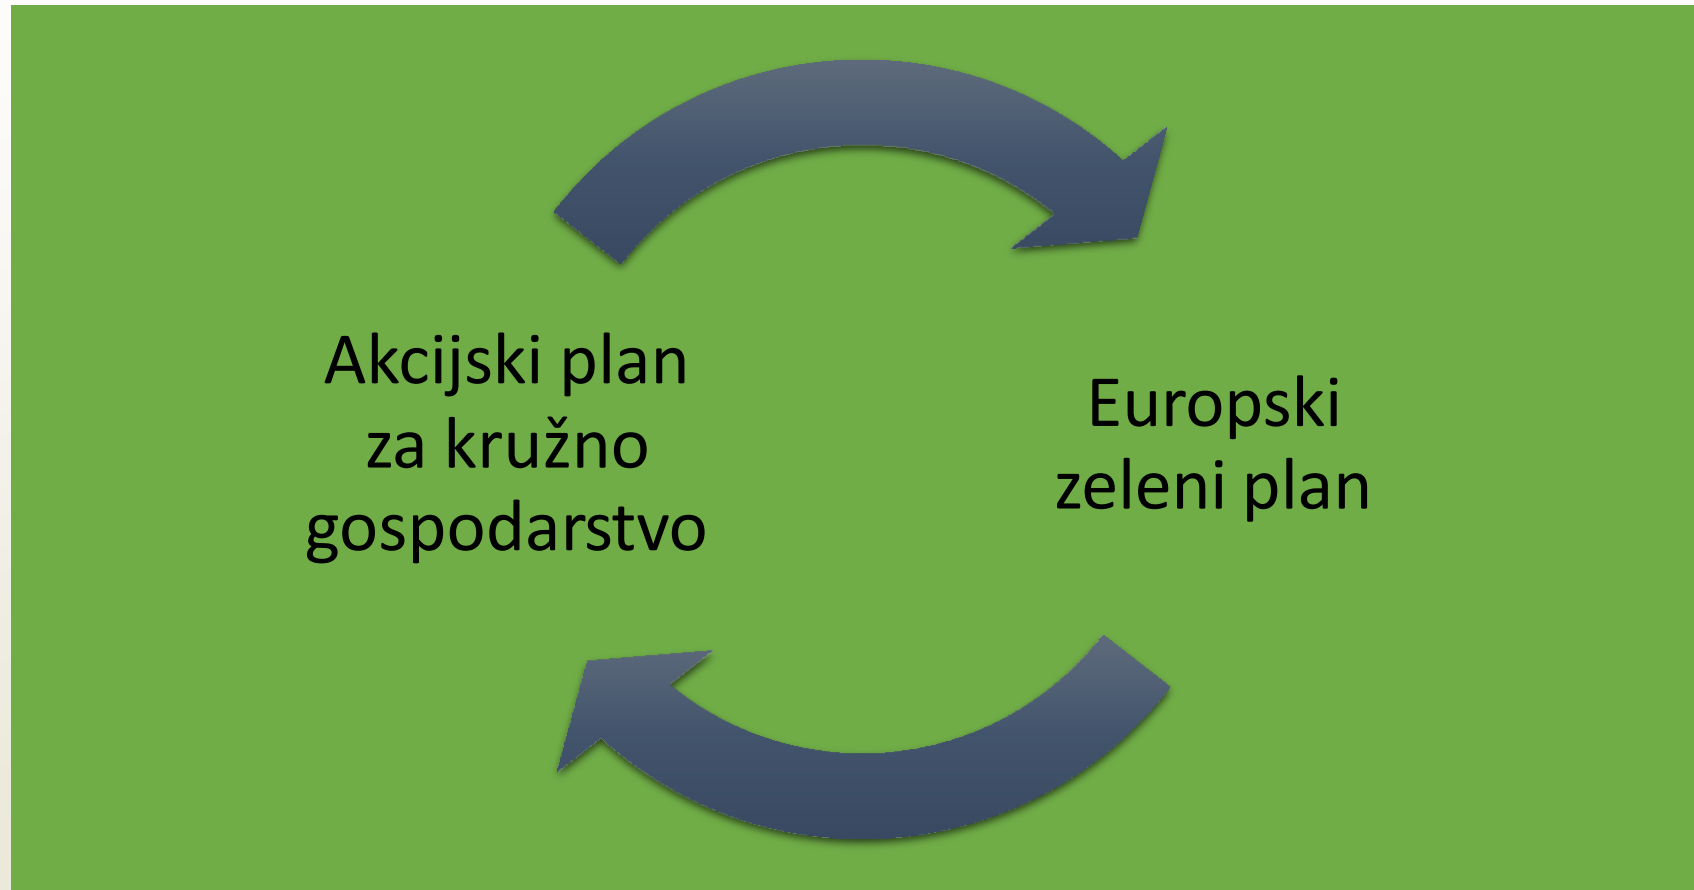 Akcijski plan
za kružno
gospodarstvo
Europski
zeleni plan